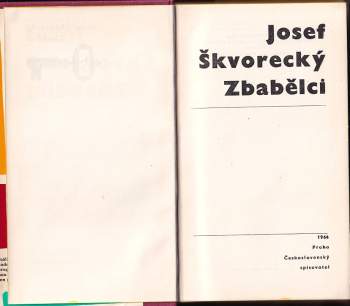 Josef
Škvorecký
Zbabělci
1966
Praha
Československý
spisovatel